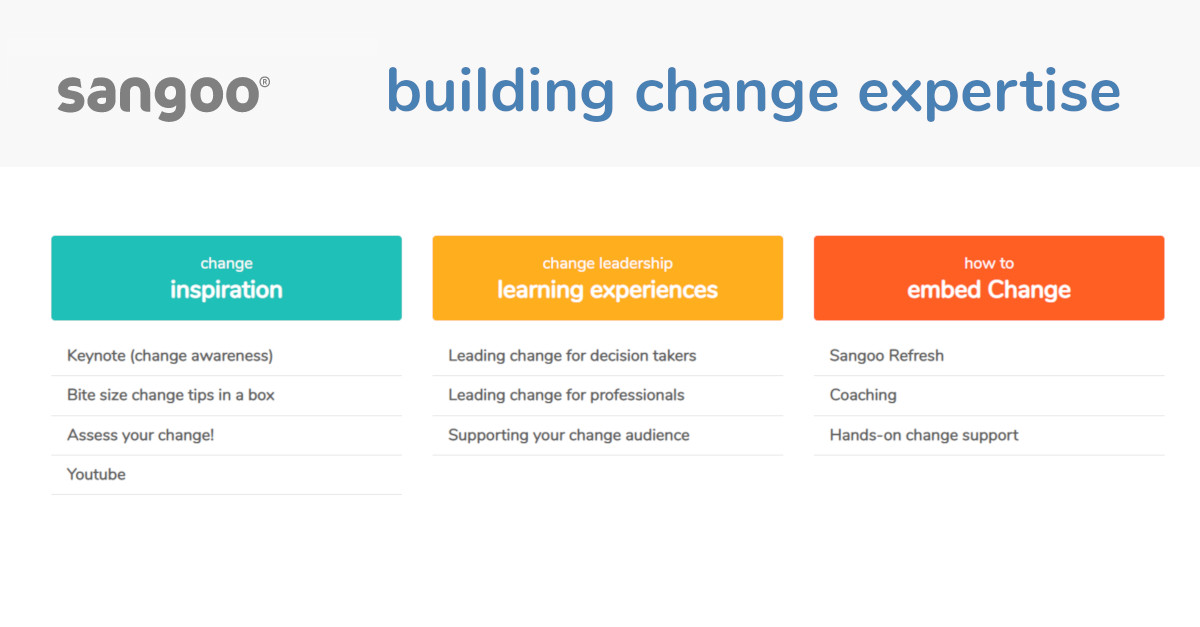 sangoo®
building change expertise
change
inspiration
Keynote (change awareness)
Bite size change tips in a box
Assess your change!
Youtube
change leadership
learning experiences
Leading change for decision takers
Leading change for professionals
Supporting your change audience
how to
embed Change
Sangoo Refresh
Coaching
Hands-on change support